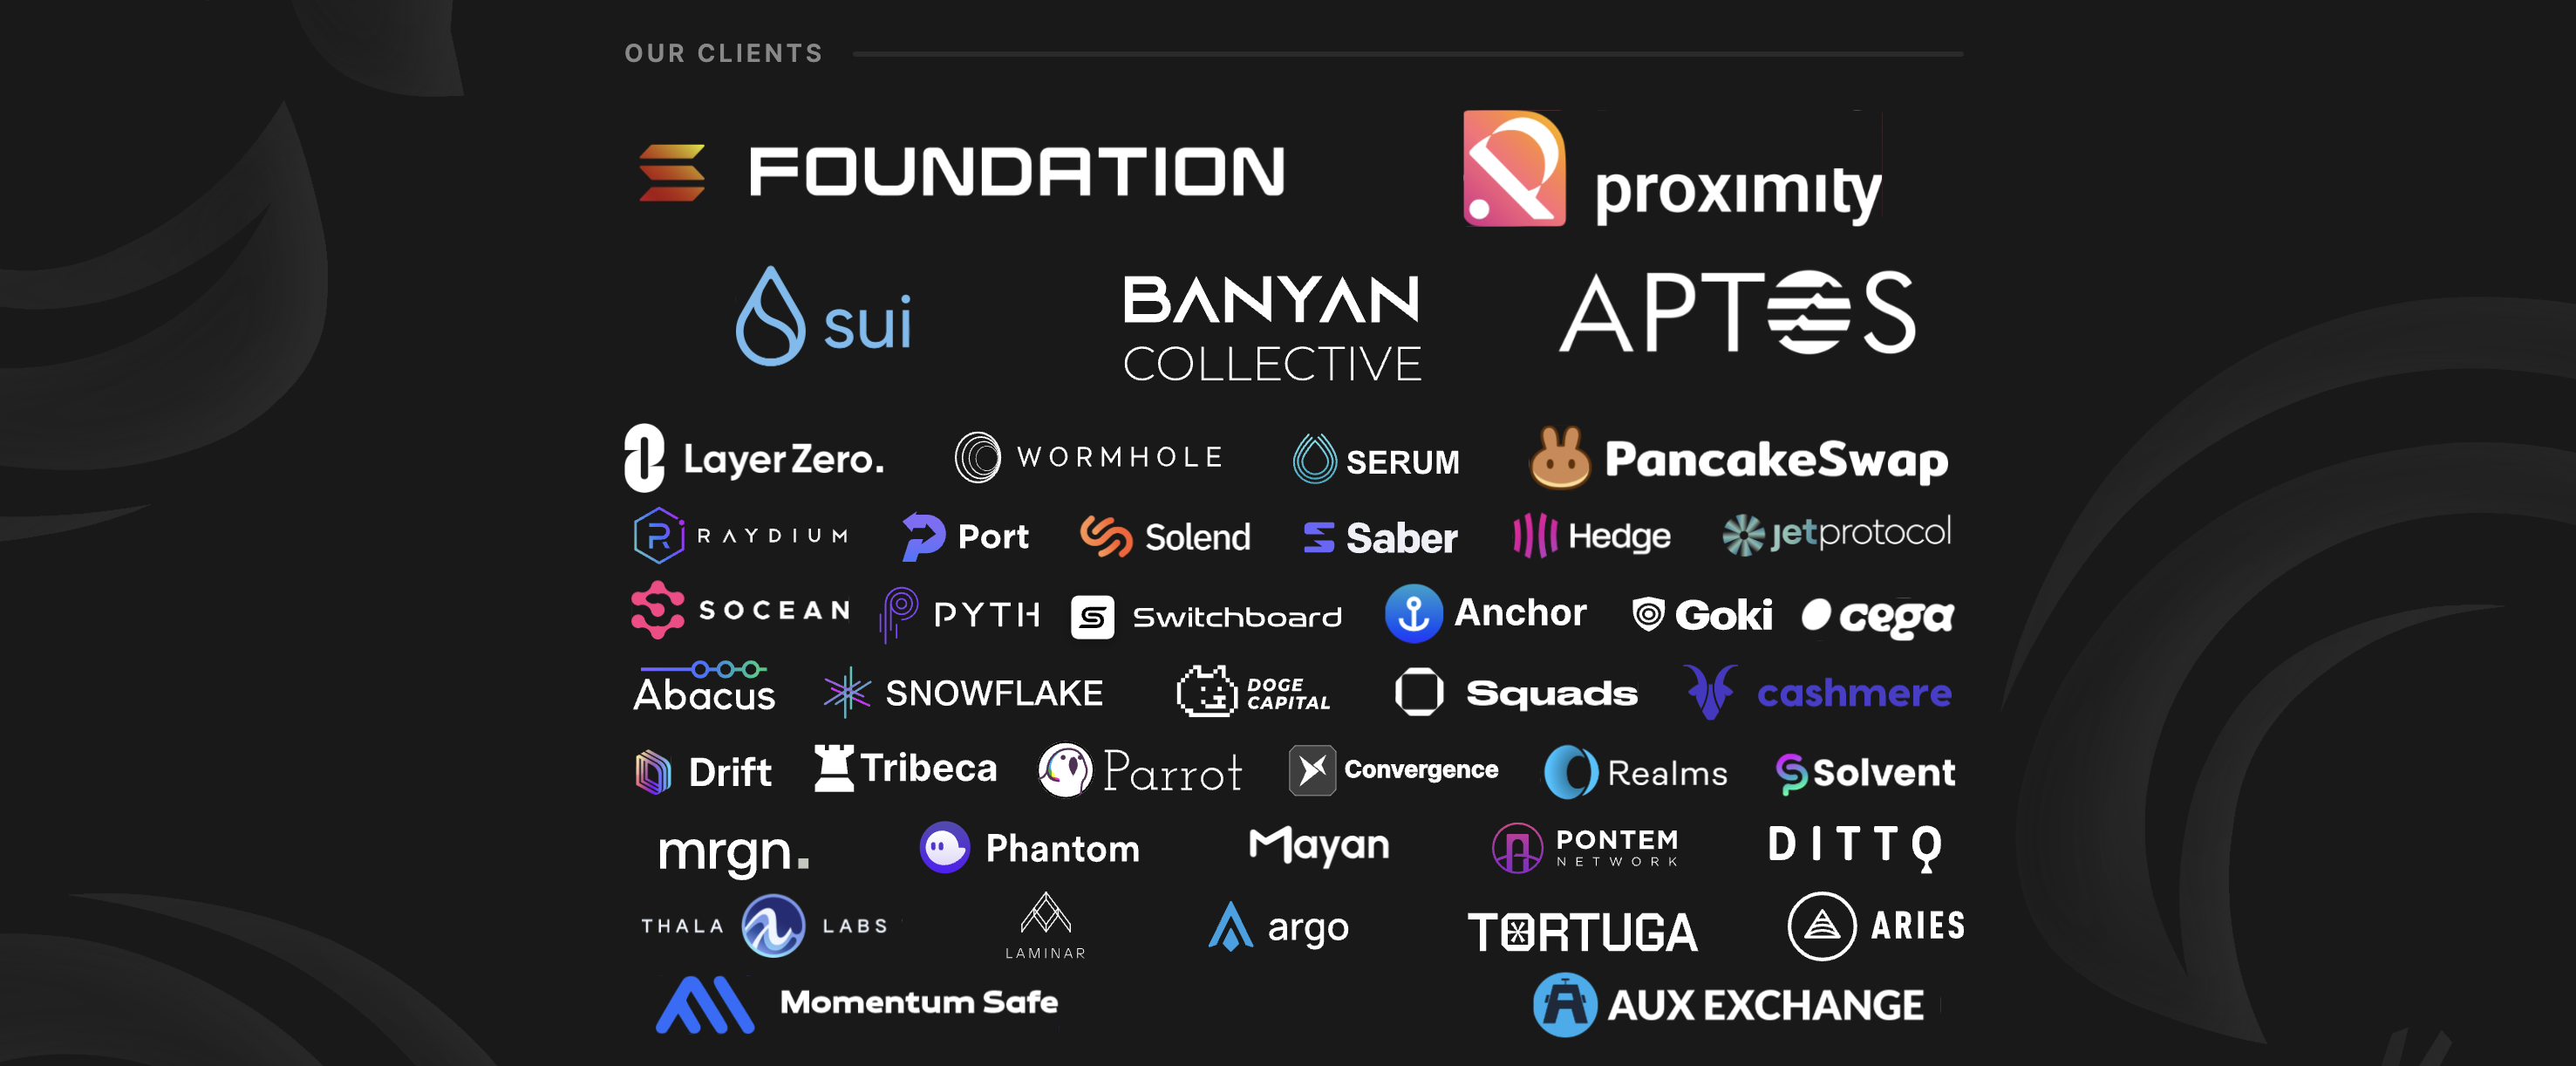 OUR CLIENTS
FOUNDATION
proximity
sui
BANYAN
COLLECTIVE
APTOS
LayerZero.
WORMHOLE
SERUM
PancakeSwap
RAYDIUM
Port
Solend
Saber
Hedge
jetprotocol
SOCEAN
PYTH
Switchboard
Anchor
Goki
cega
Abacus
SNOWFLAKE
DOGE
CAPITAL
Squads
cashmere
Drift
Tribeca
Parrot
Convergence
Realms
Solvent
mrgn.
Phantom
Mayan
PONTEM
NETWORK
DITTO
THALA LABS
LAMINAR
argo
TORTUGA
ARIES
Momentum Safe
AUX EXCHANGE